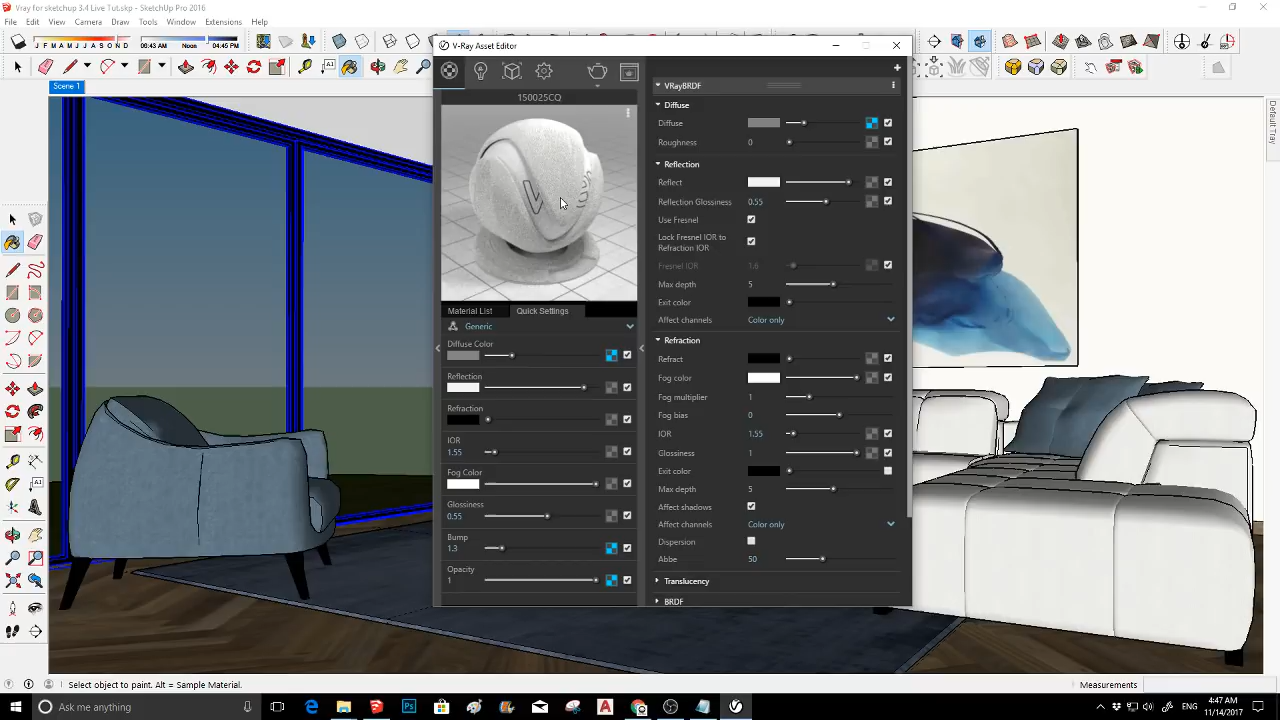 Vray for sketchup 3.4 Live Tut.skp - SketchUp Pro 2016
File Edit
Window Extensions Help
J F M A M J J A S O N D 06:43 AM Noon 04:45 PM
V-Ray Asset Editor
Scene 1
Default Tray
150025CQ
VRayBRDF
Diffuse
Diffuse
Roughness 0
Reflection
Reflect
Reflection Glossiness 0.55
Use Fresnel
Lock Fresnel IOR to
Refraction IOR
Fresnel IOR 1.6
Max depth 5
Exit color
Affect channels Color only
Refraction
Refract
Fog color
Fog multiplier 1
Fog bias 0
IOR 1.55
Glossiness 1
Exit color
Max depth 5
Affect shadows
Affect channels Color only
Dispersion
Abbe 50
Translucency
BRDF
Material List Quick Settings
Generic
Diffuse Color
Reflection
Refraction
IOR
1.55
Fog Color
Glossiness
0.55
Bump
1.3
Opacity
1
Select object to paint. Alt = Sample Material.
Measurements
Ask me anything
4:47 AM
11/14/2017